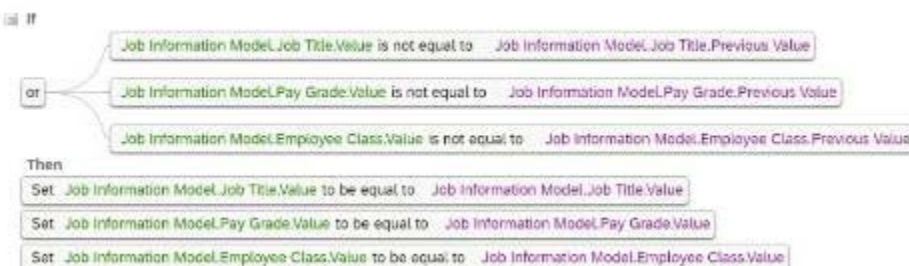 If
Job Information Model.Job Title.Value is not equal to Job Information Model.Job Title.Previous Value
or
Job Information Model.Pay Grade.Value is not equal to Job Information Model.Pay Grade.Previous Value
Job Information Model.Employee Class.Value is not equal to Job Information Model.Employee Class.Previous Value
Then
Set Job Information Model.Job Title.Value to be equal to Job Information Model.Job Title.Value
Set Job Information Model.Pay Grade.Value to be equal to Job Information Model.Pay Grade.Value
Set Job Information Model.Employee Class.Value to be equal to Job Information Model.Employee Class.Value